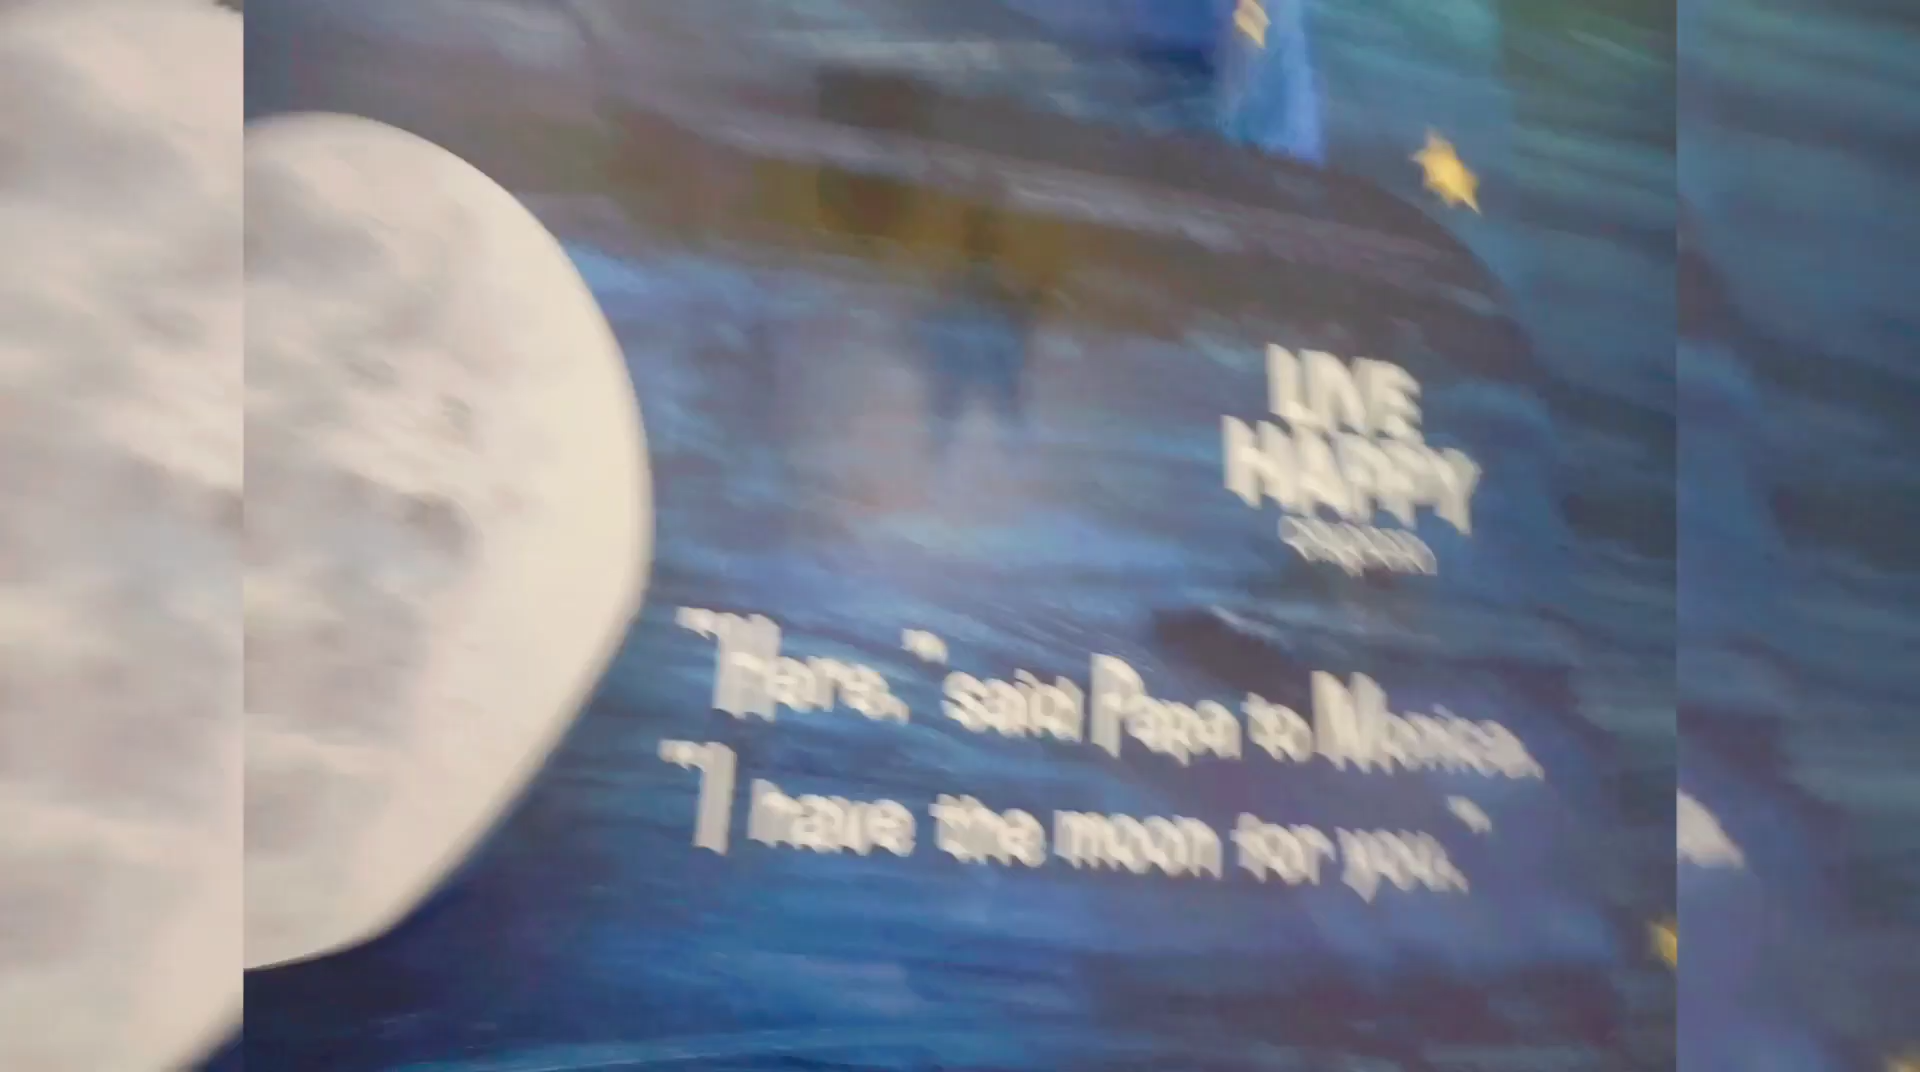 LIVE
HAPPY
"Here," said Papa to Monica.
"I have the moon for you."